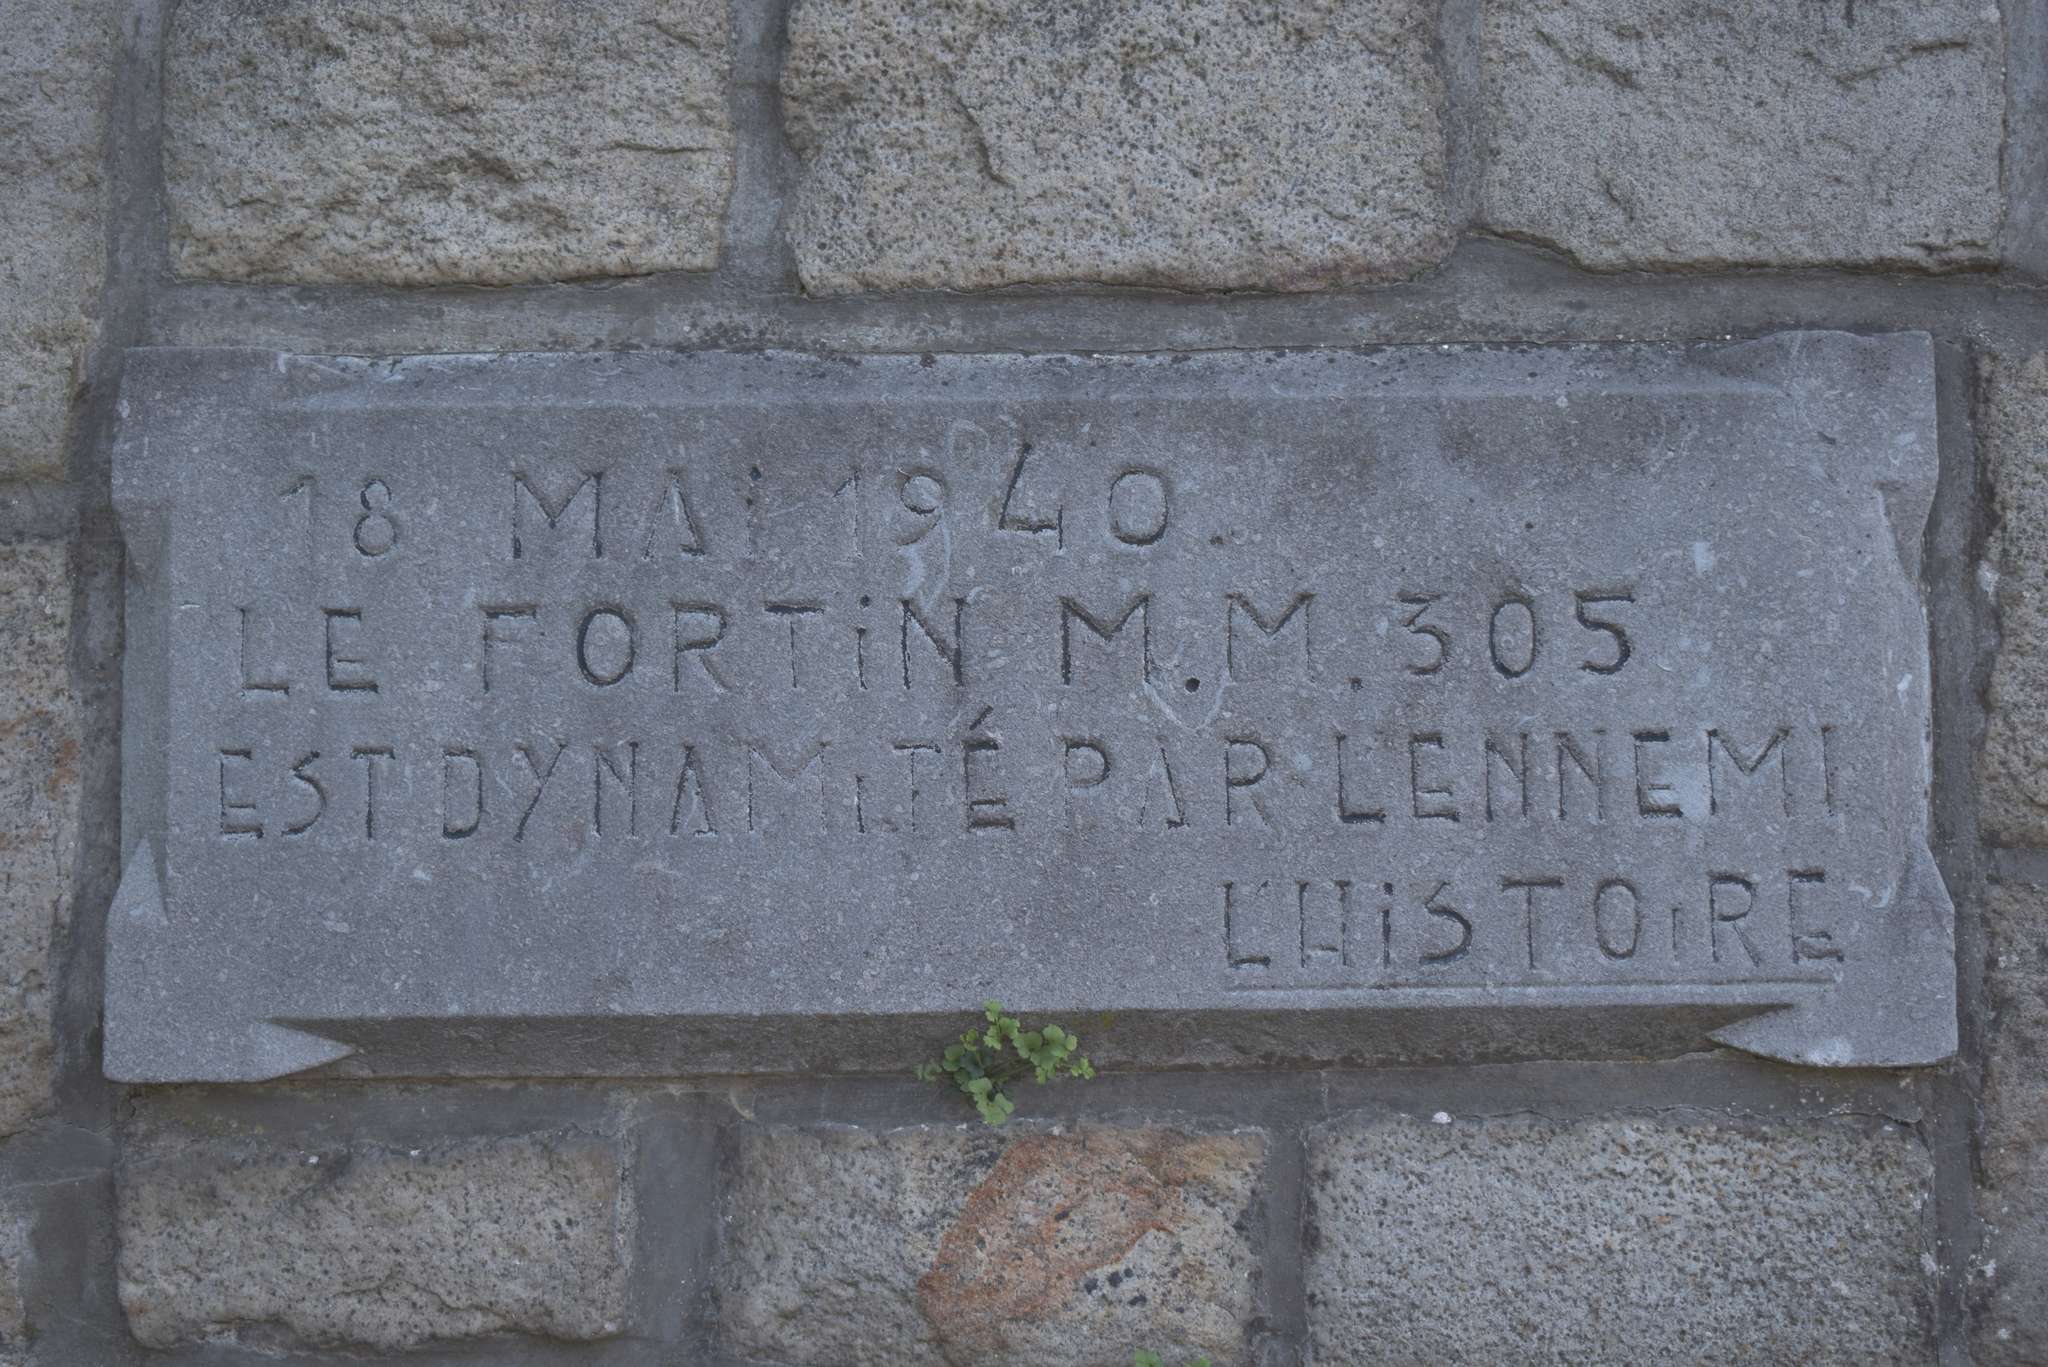 18 MAi 1940.
LE FORTiN M.M.305
EST DYNAMiTÉ PAR LENNEMI
L'HiSTOiRE